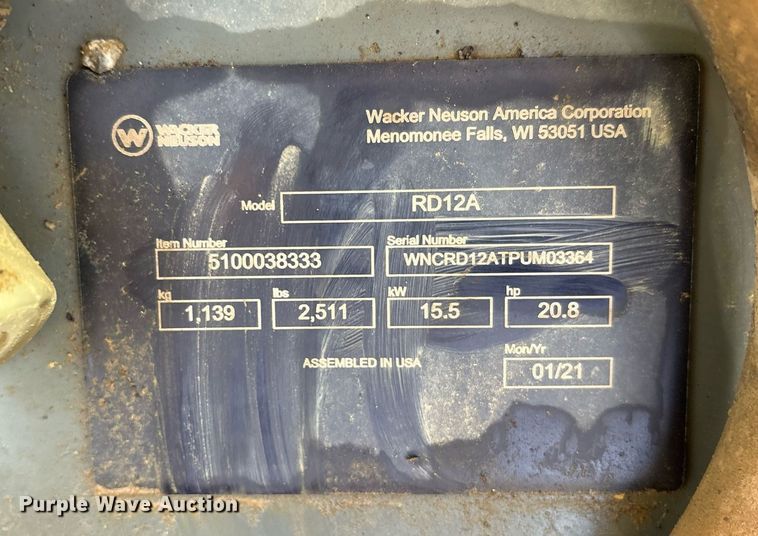 W WACKER
NEUSON
Wacker Neuson America Corporation
Menomonee Falls, WI 53051 USA
Model RD12A
Item Number
5100038333
Serial Number
WNCRD12ATPUM03364
kg
1,139
lbs
2,511
kW
15.5
hp
20.8
ASSEMBLED IN USA
Mon/Yr
01/21
Purple Wave Auction